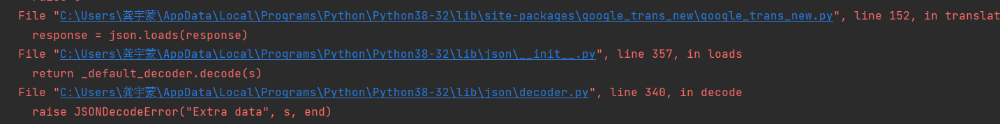 File "C:\Users\龚宇蒙\AppData\Local\Programs\Python\Python38-32\lib\site-packages\google_trans_new\google_trans_new.py", line 152, in translat
response = json.loads(response)
File "C:\Users\龚宇蒙\AppData\Local\Programs\Python\Python38-32\lib\json\__init__.py", line 357, in loads
return _default_decoder.decode(s)
File "C:\Users\龚宇蒙\AppData\Local\Programs\Python\Python38-32\lib\json\decoder.py", line 340, in decode
raise JSONDecodeError("Extra data", s, end)